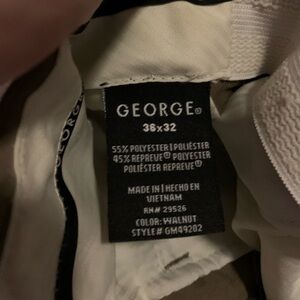 GEORGE®
36x32
55% POLYESTER | POLIÉSTER
45% REPREVE® POLYESTER
POLIÉSTER REPREVE®
MADE IN | HECHO EN
VIETNAM
RN# 29526
COLOR: WALNUT
STYLE# GM49202
GEORGE